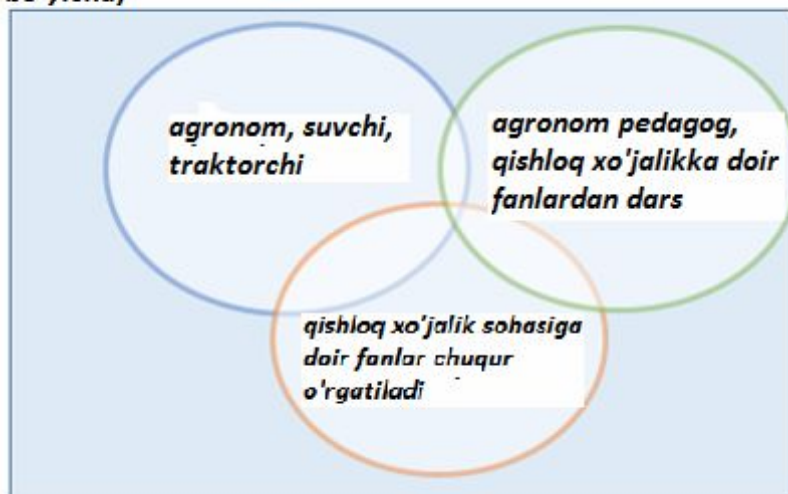 agronom, suvchi,
traktorchi
agronom pedagog,
qishloq xo'jalikka doir
fanlardan dars
qishloq xo'jalik sohasiga
doir fanlar chuqur
o'rgatiladi